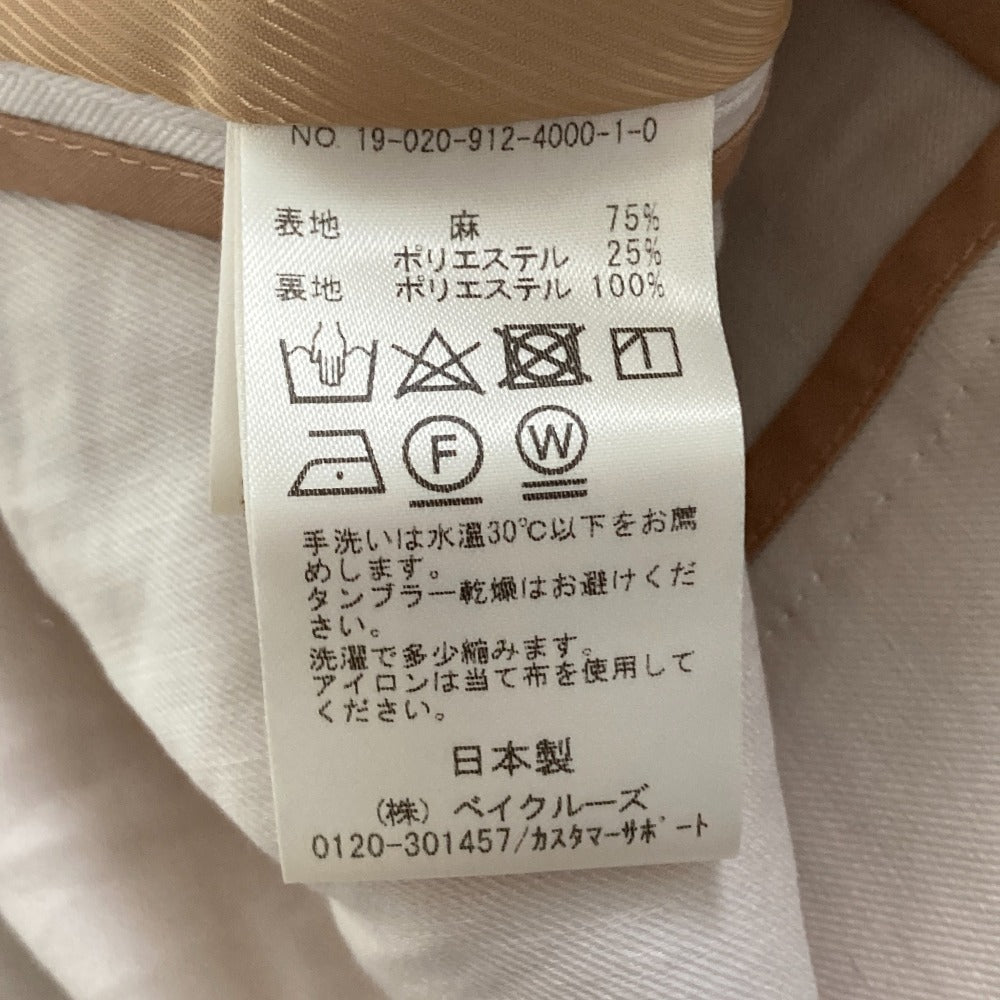 NO. 19-020-912-4000-1-0
表地 麻 75%
ポリエステル 25%
裏地 ポリエステル 100%
F W
手洗いは水温30℃以下をお薦
めします。
タンブラー乾燥はお避けくだ
さい。
洗濯で多少縮みます。
アイロンは当て布を使用して
ください。
日本製
(株) ベイクルーズ
0120-301457/カスタマーサポート